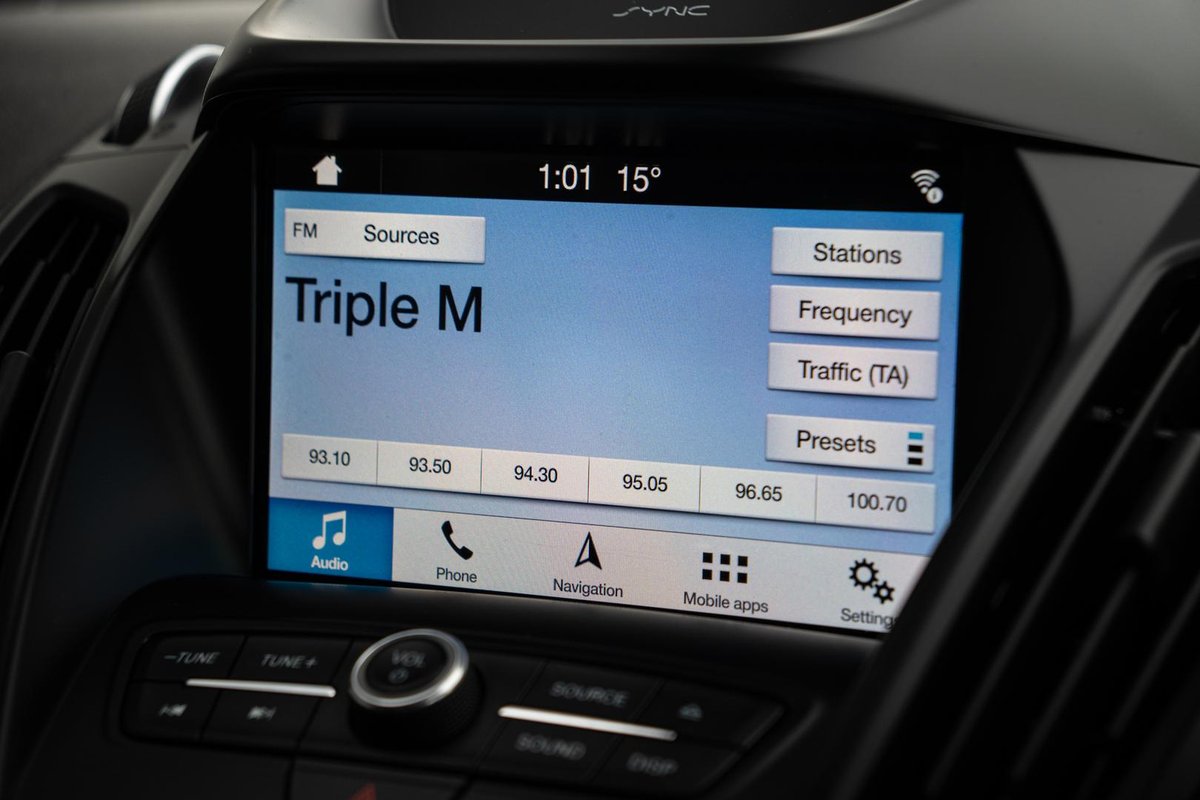 SYNC
1:01 15°
FM Sources
Stations
Triple M
Frequency
Traffic (TA)
Presets
93.10 93.50 94.30 95.05 96.65 100.70
Audio Phone Navigation Mobile apps Setting
-TUNE TUNE+ VOL SOURCE
SOUND DISP